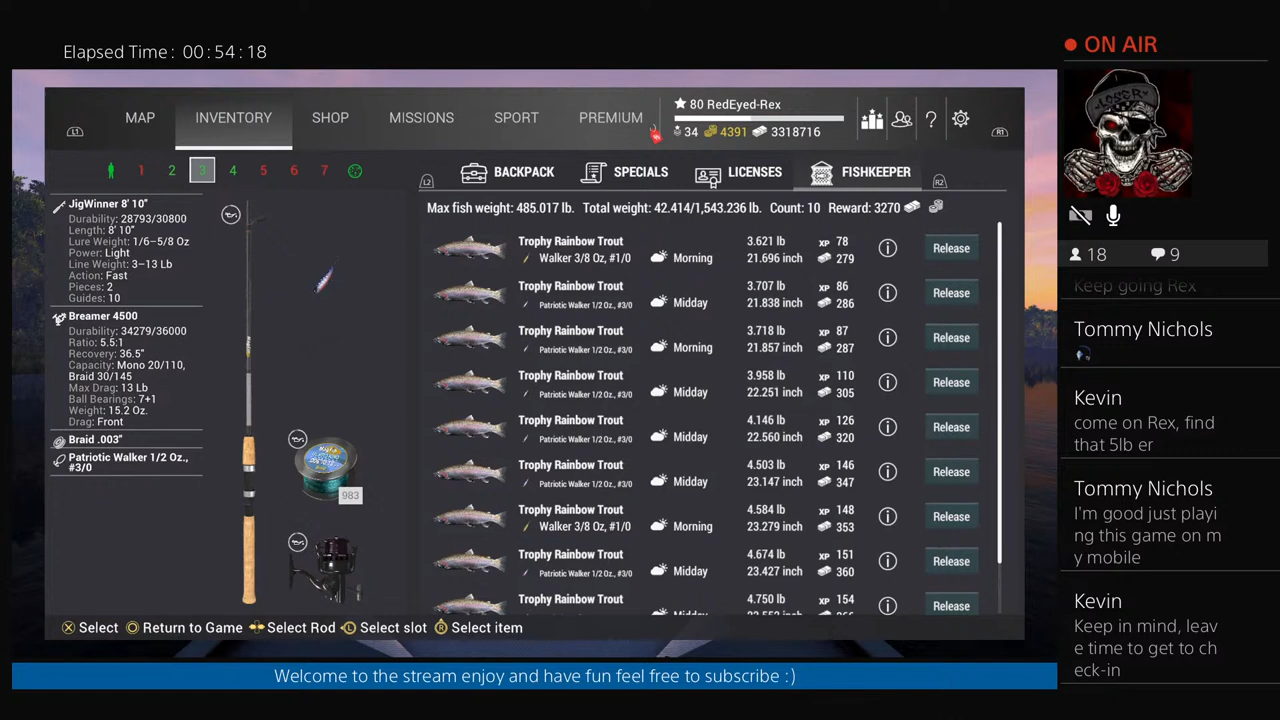 Elapsed Time: 00:54:18
ON AIR
L1
MAP
INVENTORY
SHOP
MISSIONS
SPORT
PREMIUM
80 RedEyed-Rex
34 4391 3318716
?
R1
1 2 3 4 5 6 7
L2
BACKPACK
SPECIALS
LICENSES
FISHKEEPER
R2
LOSER
JigWinner 8' 10"
Durability: 28793/30800
Length: 8' 10"
Lure Weight: 1/6–5/8 Oz
Power: Light
Line Weight: 3–13 Lb
Action: Fast
Pieces: 2
Guides: 10
Breamer 4500
Durability: 34279/36000
Ratio: 5.5:1
Recovery: 36.5"
Capacity: Mono 20/110,
Braid 30/145
Max Drag: 13 Lb
Ball Bearings: 7+1
Weight: 15.2 Oz.
Drag: Front
Braid .003"
Patriotic Walker 1/2 Oz.,
#3/0
983
Max fish weight: 485.017 lb. Total weight: 42.414/1,543.236 lb. Count: 10 Reward: 3270
Trophy Rainbow Trout 3.621 lb XP 78
Walker 3/8 Oz, #1/0 Morning 21.696 inch 279 Release
Trophy Rainbow Trout 3.707 lb XP 86
Patriotic Walker 1/2 Oz., #3/0 Midday 21.838 inch 286 Release
Trophy Rainbow Trout 3.718 lb XP 87
Patriotic Walker 1/2 Oz., #3/0 Morning 21.857 inch 287 Release
Trophy Rainbow Trout 3.958 lb XP 110
Patriotic Walker 1/2 Oz., #3/0 Midday 22.251 inch 305 Release
Trophy Rainbow Trout 4.146 lb XP 126
Patriotic Walker 1/2 Oz., #3/0 Midday 22.560 inch 320 Release
Trophy Rainbow Trout 4.503 lb XP 146
Patriotic Walker 1/2 Oz., #3/0 Midday 23.147 inch 347 Release
Trophy Rainbow Trout 4.584 lb XP 148
Walker 3/8 Oz, #1/0 Morning 23.279 inch 353 Release
Trophy Rainbow Trout 4.674 lb XP 151
Patriotic Walker 1/2 Oz., #3/0 Midday 23.427 inch 360 Release
Trophy Rainbow Trout 4.750 lb XP 154
Release
Select Return to Game Select Rod L Select slot R Select item
18 9
Keep going Rex
Tommy Nichols
Kevin
come on Rex, find
that 5lb er
Tommy Nichols
I'm good just playi
ng this game on m
y mobile
Kevin
Keep in mind, leav
e time to get to ch
eck-in
Welcome to the stream enjoy and have fun feel free to subscribe :)